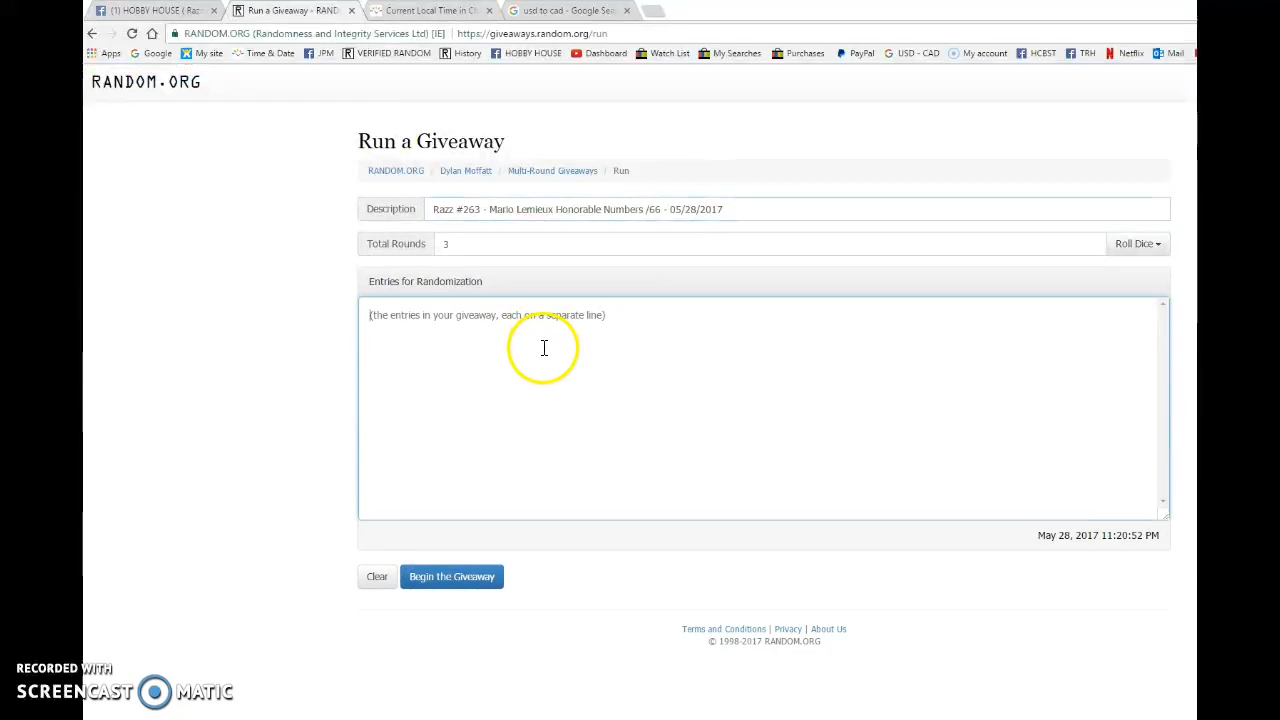 (1) HOBBY HOUSE ( Razz
Run a Giveaway - RAND
Current Local Time in Ch
usd to cad - Google Sea
RANDOM.ORG (Randomness and Integrity Services Ltd) [IE]
https://giveaways.random.org/run
Apps
Google
My site
Time & Date
JPM
VERIFIED RANDOM
History
HOBBY HOUSE
Dashboard
Watch List
My Searches
Purchases
PayPal
USD - CAD
My account
HCBST
TRH
Netflix
Mail
RANDOM.ORG
Run a Giveaway
RANDOM.ORG / Dylan Moffatt / Multi-Round Giveaways / Run
Description Razz #263 - Mario Lemieux Honorable Numbers /66 - 05/28/2017
Total Rounds 3 Roll Dice
Entries for Randomization
(the entries in your giveaway, each on a separate line)
May 28, 2017 11:20:52 PM
Clear Begin the Giveaway
Terms and Conditions | Privacy | About Us
© 1998-2017 RANDOM.ORG
RECORDED WITH
SCREENCAST MATIC